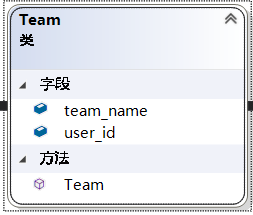 Team
类
字段
team_name
user_id
方法
Team